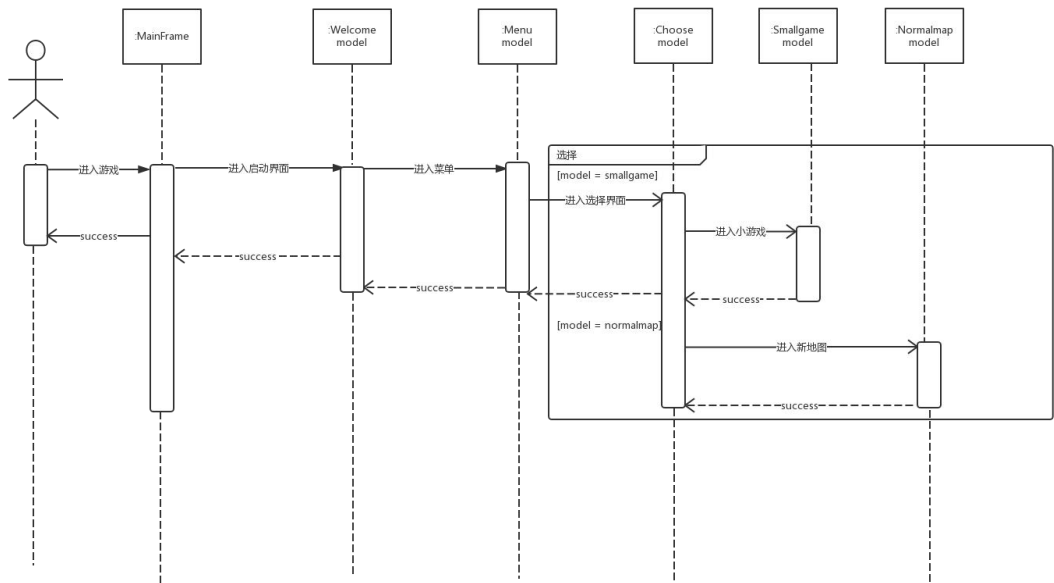 :MainFrame
:Welcome
model
:Menu
model
:Choose
model
:Smallgame
model
:Normalmap
model
选择
进入游戏
进入启动界面
进入菜单
[model = smallgame]
进入选择界面
进入小游戏
success
success
success
success
success
[model = normalmap]
进入新地图
success